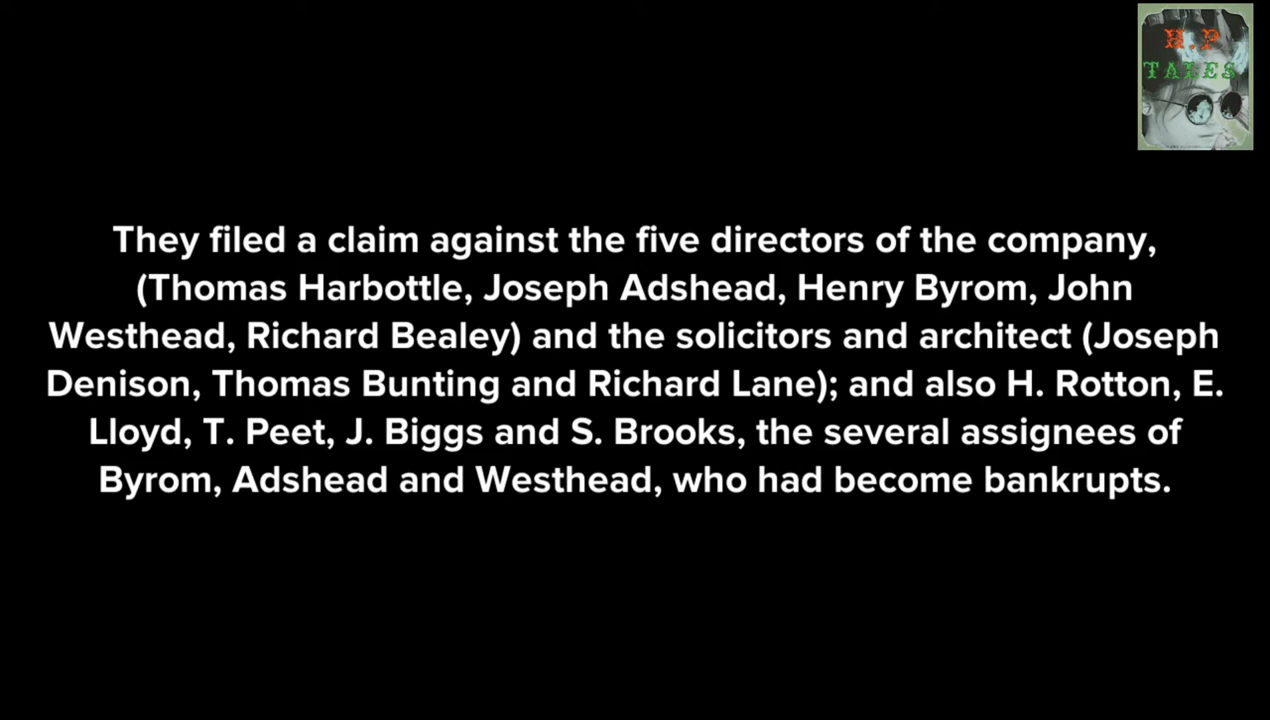 H.P
TALES
They filed a claim against the five directors of the company,
(Thomas Harbottle, Joseph Adshead, Henry Byrom, John
Westhead, Richard Bealey) and the solicitors and architect (Joseph
Denison, Thomas Bunting and Richard Lane); and also H. Rotton, E.
Lloyd, T. Peet, J. Biggs and S. Brooks, the several assignees of
Byrom, Adshead and Westhead, who had become bankrupts.